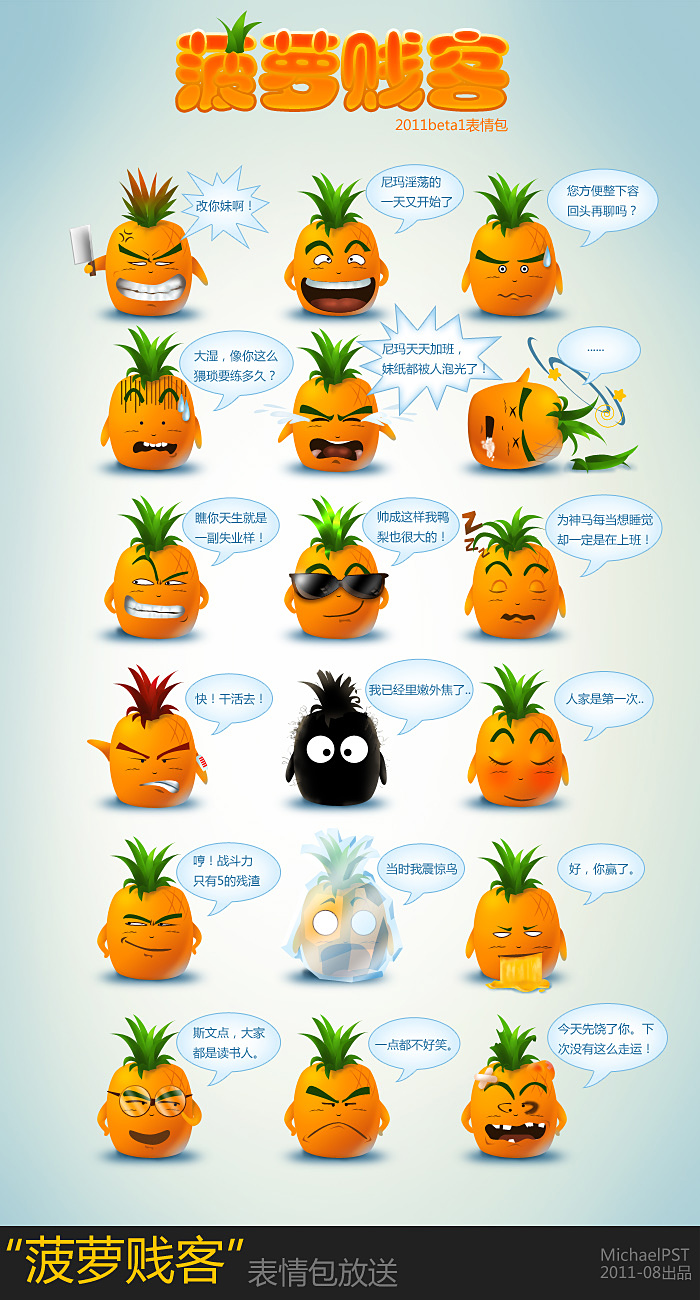 菠萝贱客
2011beta1表情包
改你妹啊！
尼玛淫荡的
一天又开始了
您方便整下容
回头再聊吗？
大湿，像你这么
猥琐要练多久？
尼玛天天加班，
妹纸都被人泡光了！
......
瞧你天生就是
一副失业样！
帅成这样我鸭
梨也很大的！
为神马每当想睡觉
却一定是在上班！
快！干活去！
我已经里嫩外焦了..
人家是第一次..
哼！战斗力
只有5的残渣
当时我震惊鸟
好，你赢了。
斯文点，大家
都是读书人。
一点都不好笑。
今天先饶了你。下
次没有这么走运！
“菠萝贱客”
表情包放送
MichaelPST
2011-08出品